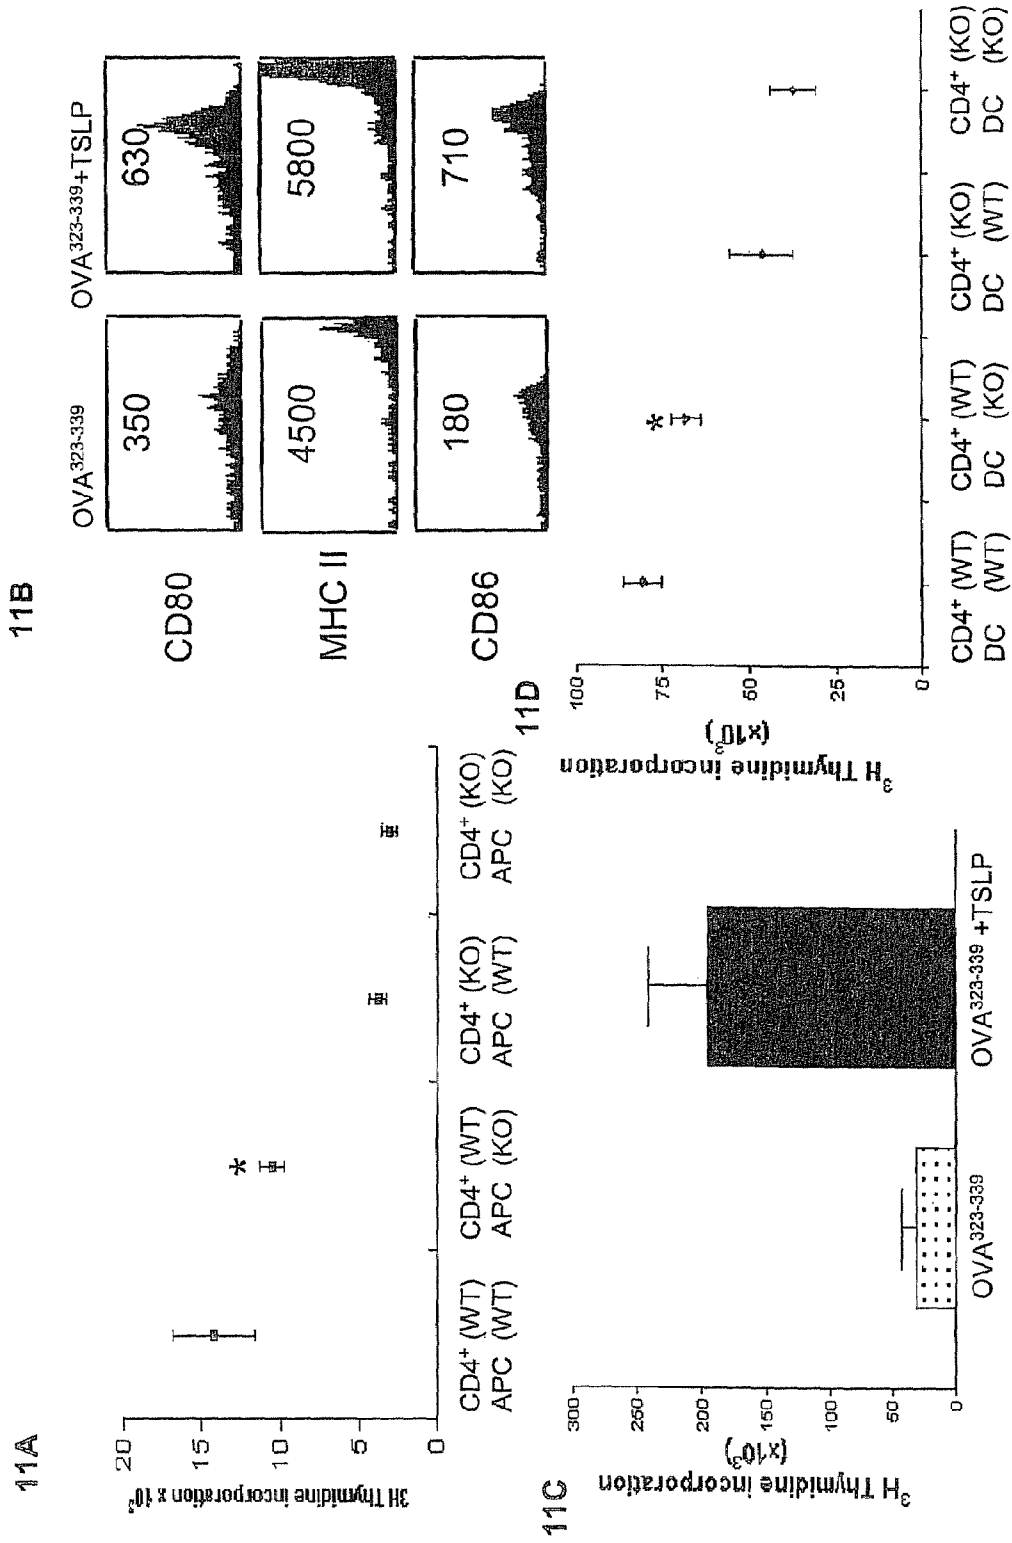 11A
3H Thymidine incorporation x 10³
20
15
10
5
0
*
CD4⁺ (WT) CD4⁺ (WT) CD4⁺ (KO) CD4⁺ (KO)
APC (WT) APC (KO) APC (WT) APC (KO)
11B
OVA³²³⁻³³⁹ OVA³²³⁻³³⁹+TSLP
CD80 350 630
MHC II 4500 5800
CD86 180 710
11C
³H Thymidine incorporation
(x10³)
300
250
200
150
100
50
0
OVA³²³⁻³³⁹ OVA³²³⁻³³⁹ +TSLP
11D
³H Thymidine incorporation
(x10³)
100
75
50
25
0
*
CD4⁺ (WT) CD4⁺ (WT) CD4⁺ (KO) CD4⁺ (KO)
DC (WT) DC (KO) DC (WT) DC (KO)